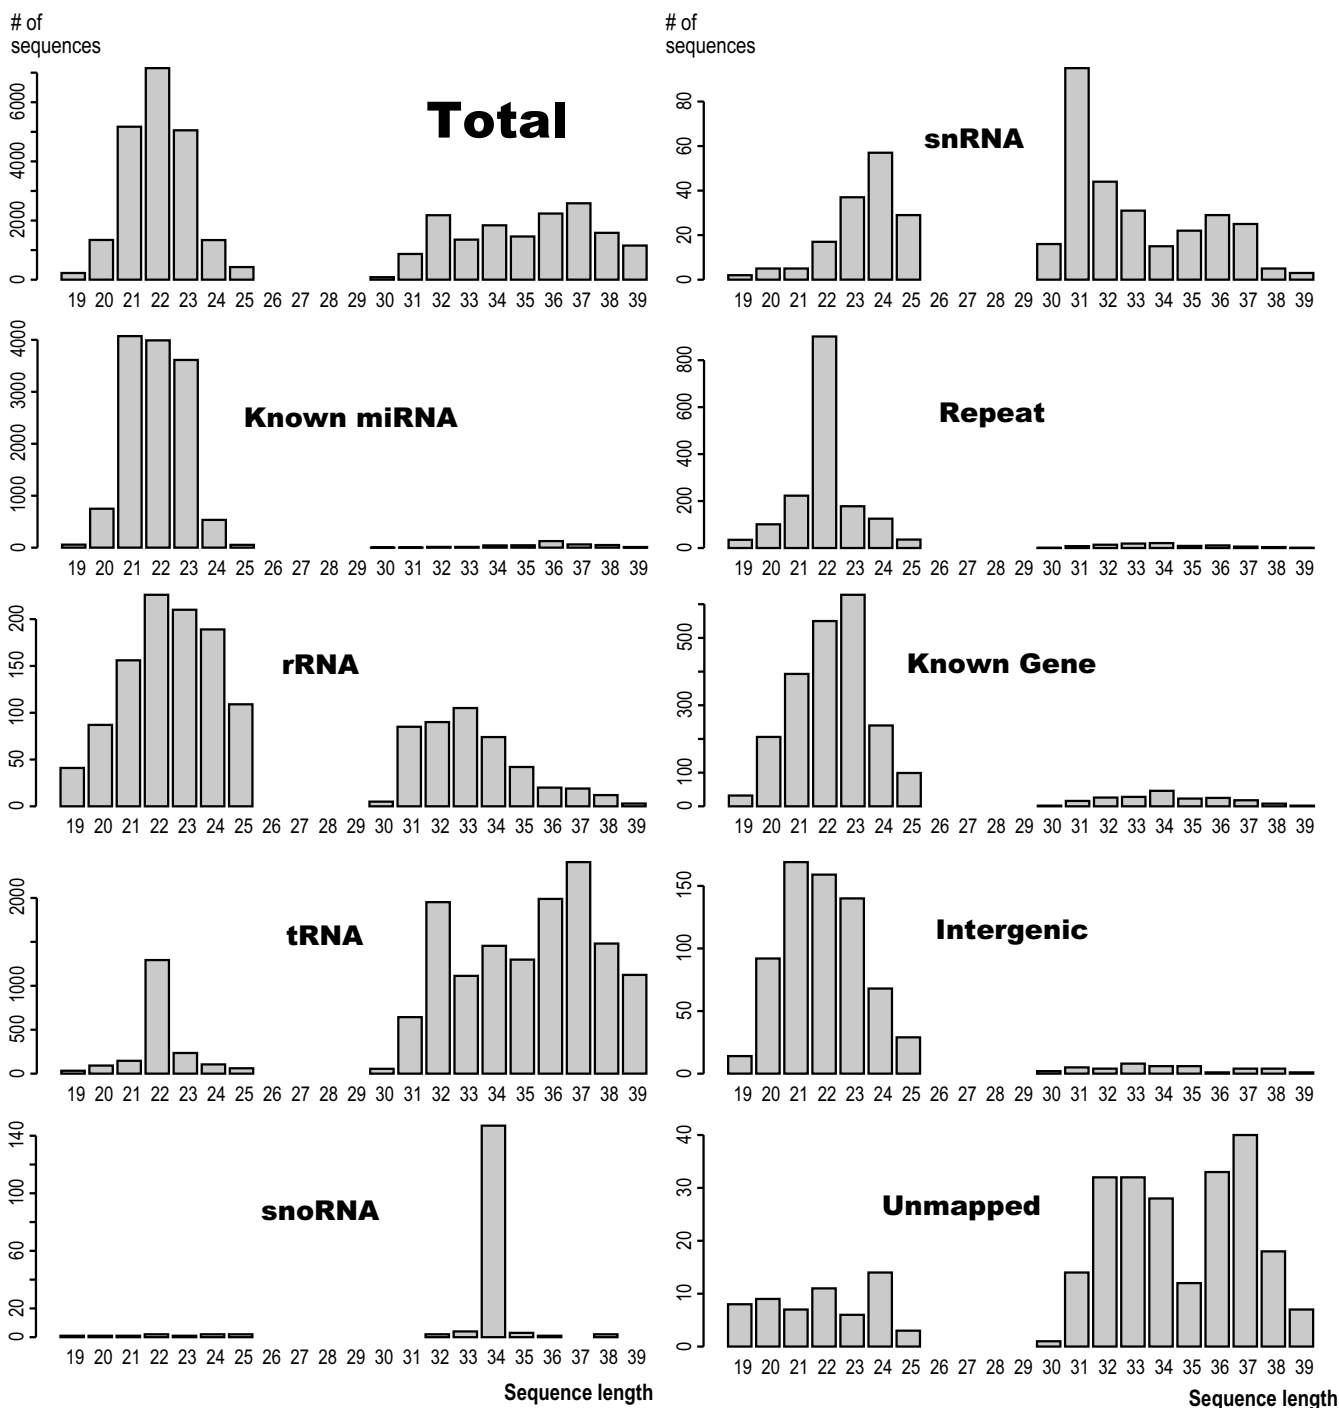 # of
sequences
0 2000 4000 6000
Total
19 20 21 22 23 24 25 26 27 28 29 30 31 32 33 34 35 36 37 38 39
# of
sequences
0 20 40 60 80
snRNA
19 20 21 22 23 24 25 26 27 28 29 30 31 32 33 34 35 36 37 38 39
0 1000 2000 3000 4000
Known miRNA
19 20 21 22 23 24 25 26 27 28 29 30 31 32 33 34 35 36 37 38 39
0 200 400 600 800
Repeat
19 20 21 22 23 24 25 26 27 28 29 30 31 32 33 34 35 36 37 38 39
0 50 100 150 200
rRNA
19 20 21 22 23 24 25 26 27 28 29 30 31 32 33 34 35 36 37 38 39
0 100 300 500
Known Gene
19 20 21 22 23 24 25 26 27 28 29 30 31 32 33 34 35 36 37 38 39
0 500 1000 2000
tRNA
19 20 21 22 23 24 25 26 27 28 29 30 31 32 33 34 35 36 37 38 39
0 50 100 150
Intergenic
19 20 21 22 23 24 25 26 27 28 29 30 31 32 33 34 35 36 37 38 39
0 20 60 100 140
snoRNA
19 20 21 22 23 24 25 26 27 28 29 30 31 32 33 34 35 36 37 38 39
Sequence length
0 10 20 30 40
Unmapped
19 20 21 22 23 24 25 26 27 28 29 30 31 32 33 34 35 36 37 38 39
Sequence length